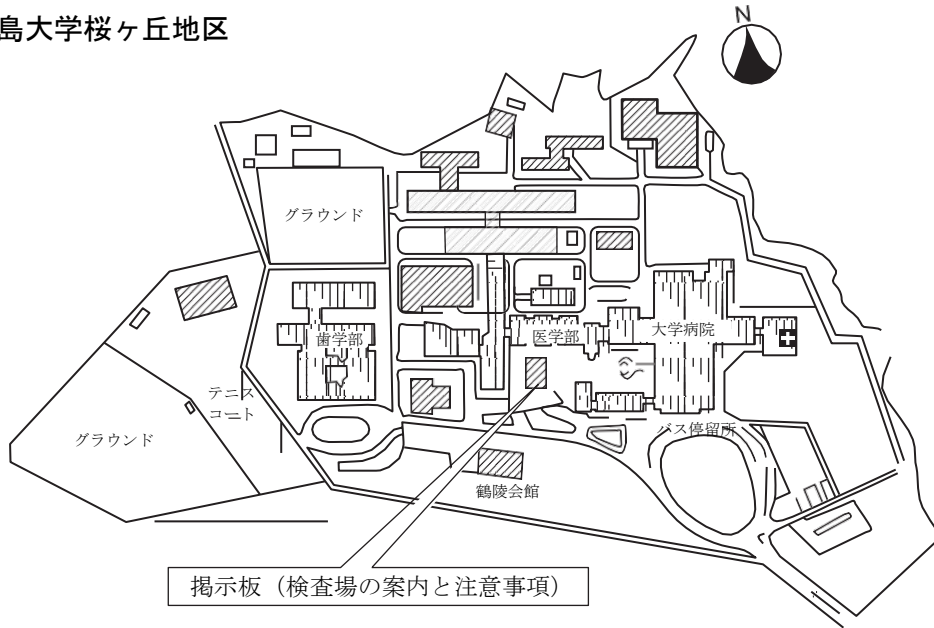 島大学桜ヶ丘地区
N
グラウンド
歯学部
医学部
大学病院
テニス
コート
グラウンド
バス停留所
鶴陵会館
掲示板（検査場の案内と注意事項）